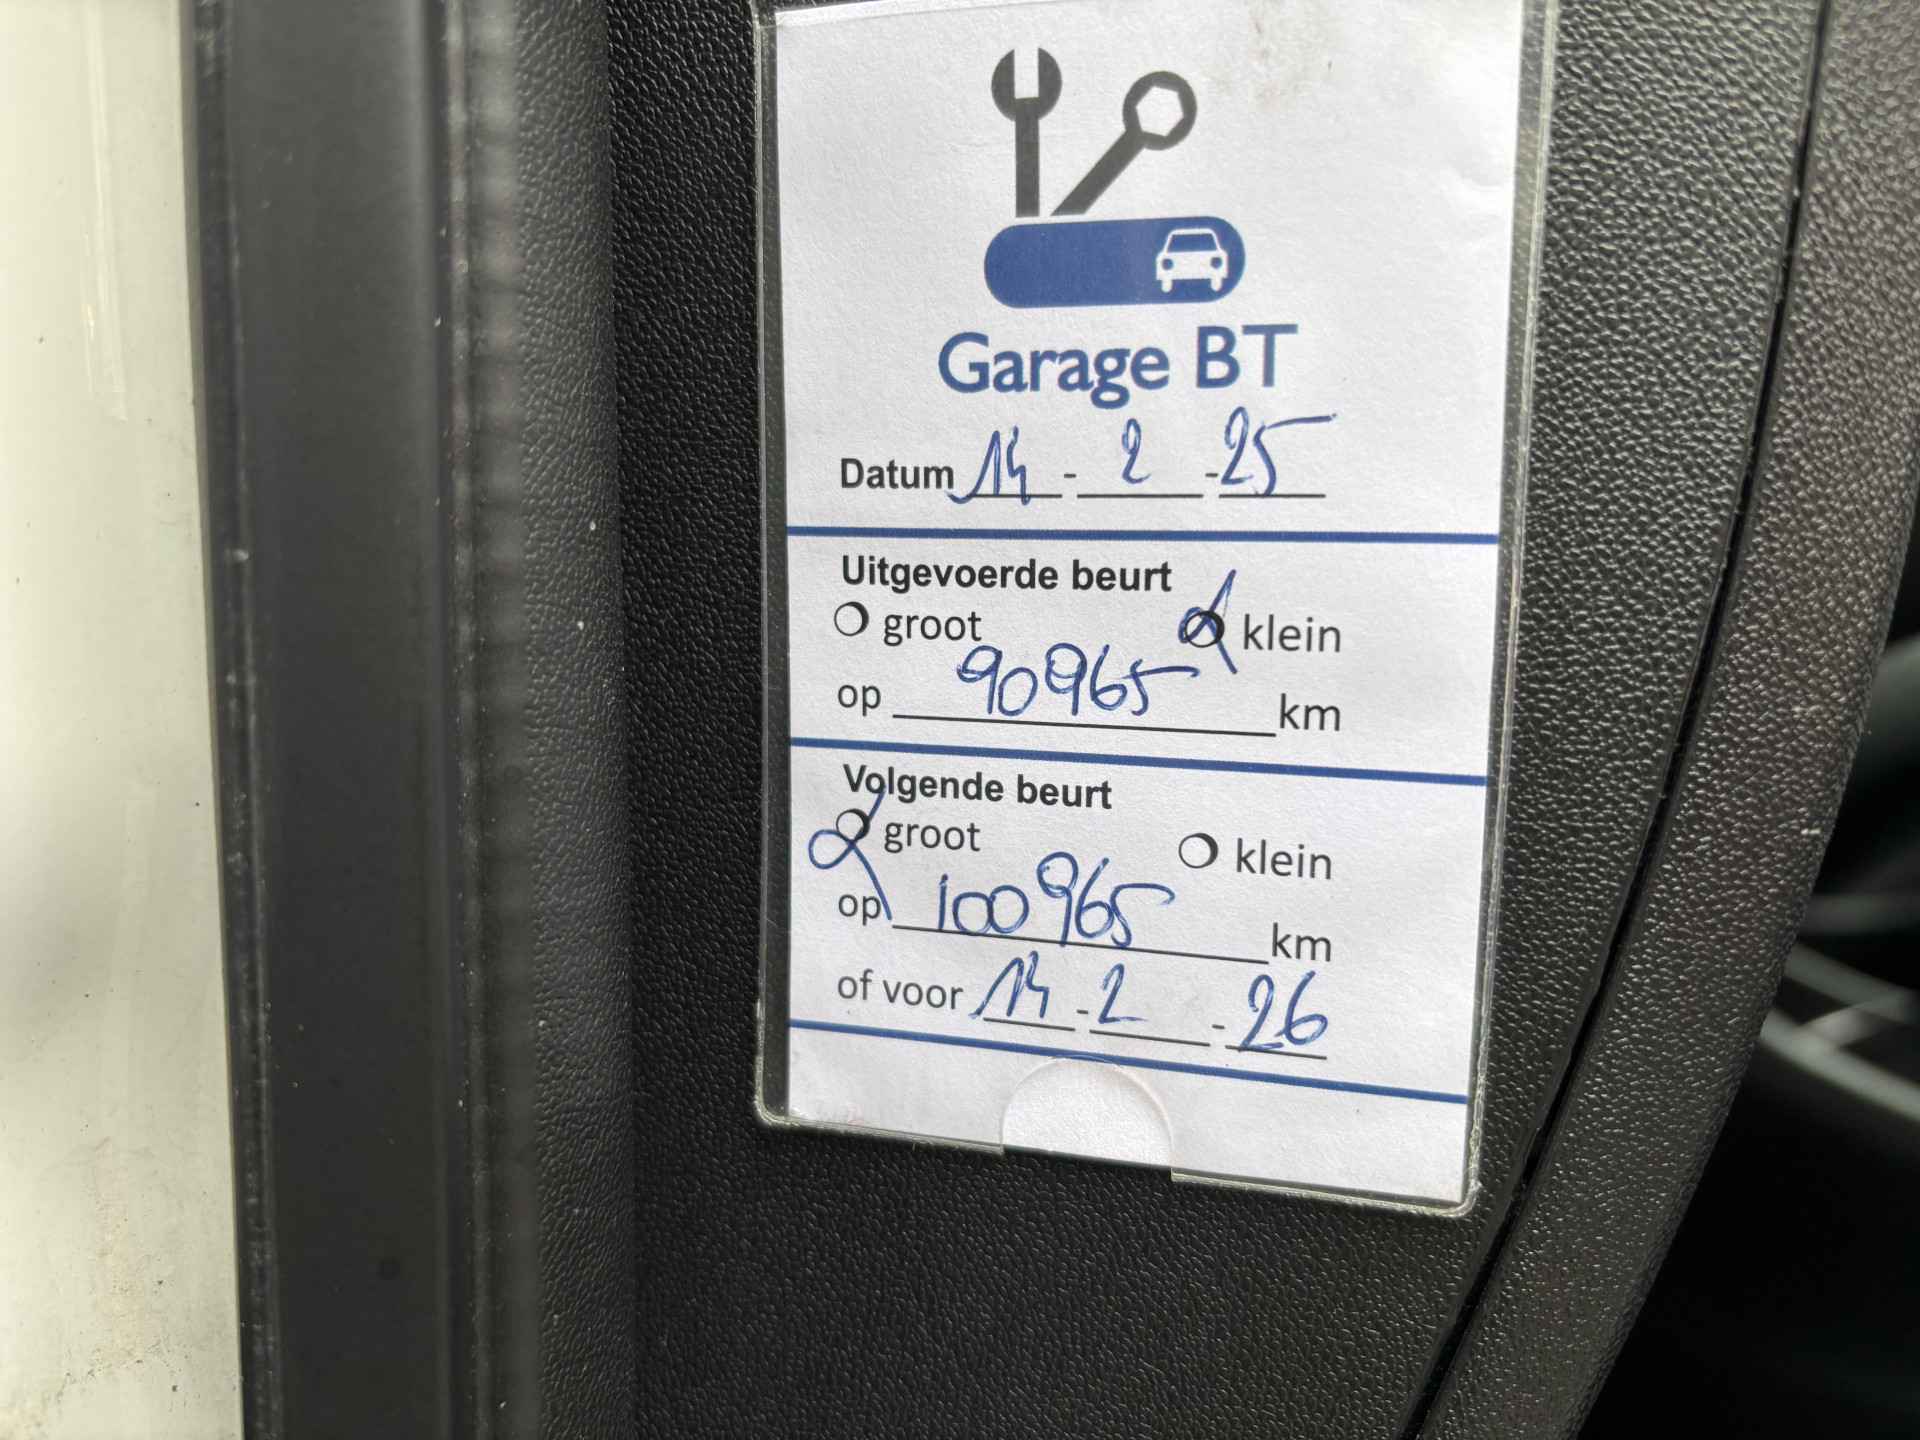 Garage BT
Datum 14 - 2 - 25
Uitgevoerde beurt
groot klein
op 90965 km
Volgende beurt
groot klein
op 100965 km
of voor 14 - 2 - 26